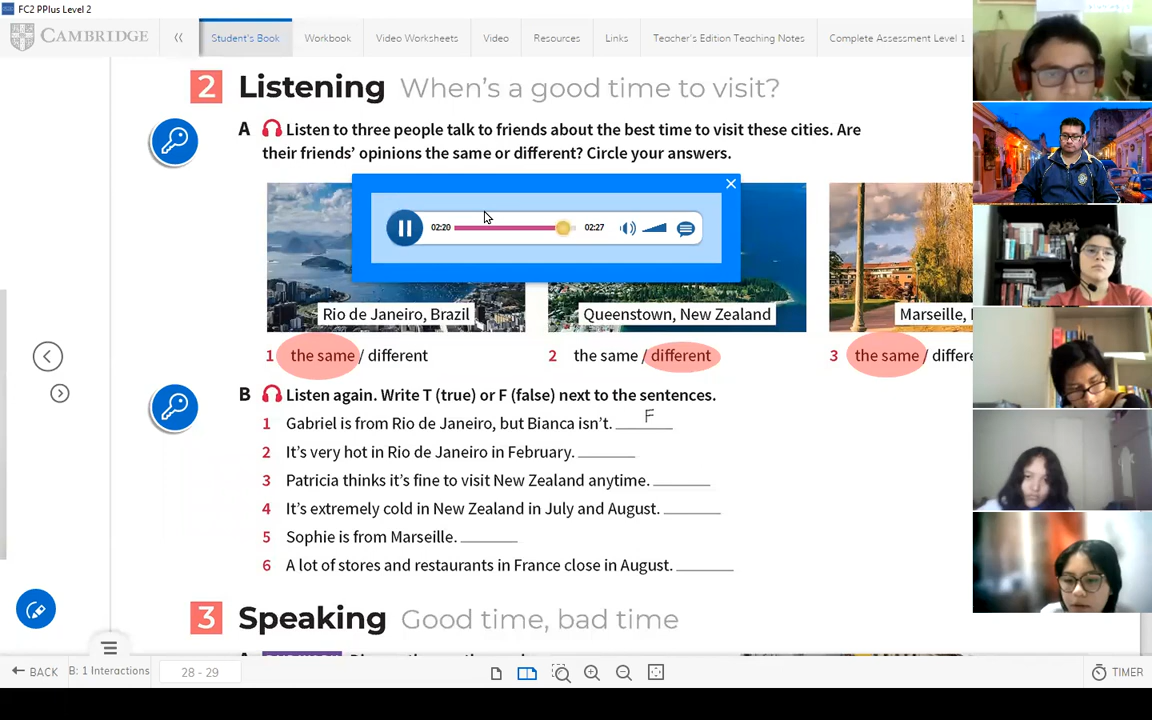 FC2 PPlus Level 2
CAMBRIDGE
Student's Book
Workbook
Video Worksheets
Video
Resources
Links
Teacher's Edition Teaching Notes
Complete Assessment Level 1
2 Listening When's a good time to visit?
A Listen to three people talk to friends about the best time to visit these cities. Are
their friends' opinions the same or different? Circle your answers.
02:20
02:27
Rio de Janeiro, Brazil
Queenstown, New Zealand
Marseille,
1 the same / different
2 the same / different
3 the same / differe
B Listen again. Write T (true) or F (false) next to the sentences.
1 Gabriel is from Rio de Janeiro, but Bianca isn't. F
2 It's very hot in Rio de Janeiro in February.
3 Patricia thinks it's fine to visit New Zealand anytime.
4 It's extremely cold in New Zealand in July and August.
5 Sophie is from Marseille.
6 A lot of stores and restaurants in France close in August.
3 Speaking Good time, bad time
BACK
B: 1 Interactions
28 - 29
TIMER